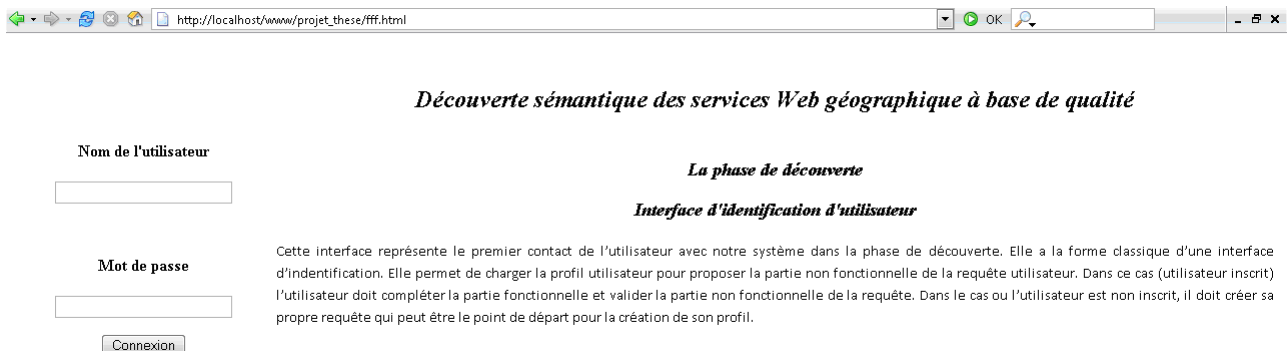 http://localhost/www/projet_these/fff.html
OK
Découverte sémantique des services Web géographique à base de qualité
Nom de l'utilisateur
La phase de découverte
Interface d'identification d'utilisateur
Cette interface représente le premier contact de l’utilisateur avec notre système dans la phase de découverte. Elle a la forme classique d’une interface
Mot de passe
d’indentification. Elle permet de charger la profil utilisateur pour proposer la partie non fonctionnelle de la requête utilisateur. Dans ce cas (utilisateur inscrit)
l’utilisateur doit compléter la partie fonctionnelle et valider la partie non fonctionnelle de la requête. Dans le cas ou l’utilisateur est non inscrit, il doit créer sa
propre requête qui peut être le point de départ pour la création de son profil.
Connexion